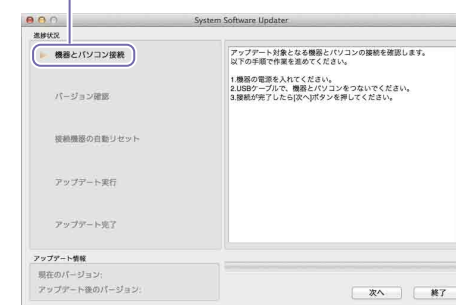 System Software Updater
進捗状況
機器とパソコン接続
バージョン確認
接続機器の自動リセット
アップデート実行
アップデート完了
アップデート対象となる機器とパソコンの接続を確認します。
以下の手順で作業を進めてください。
1.機器の電源を入れてください。
2.USBケーブルで、機器とパソコンをつないでください。
3.接続が完了したら[次へ]ボタンを押してください。
アップデート情報
現在のバージョン:
アップデート後のバージョン:
次へ
終了